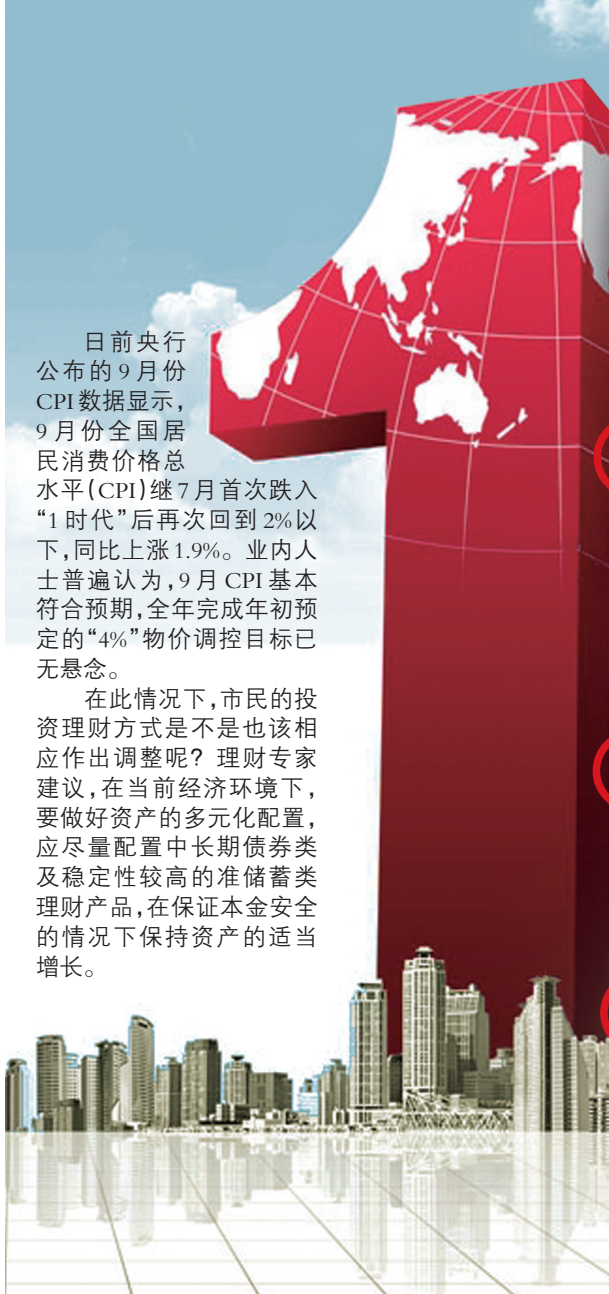 日前央行
公布的9月份
CPI数据显示，
9月份全国居
民消费价格总
水平(CPI)继7月首次跌入
“1时代”后再次回到2%以
下，同比上涨1.9%。业内人
士普遍认为，9月CPI基本
符合预期，全年完成年初预
定的“4%”物价调控目标已
无悬念。
在此情况下，市民的投
资理财方式是不是也该相
应作出调整呢？理财专家
建议，在当前经济环境下，
要做好资产的多元化配置，
应尽量配置中长期债券类
及稳定性较高的准储蓄类
理财产品，在保证本金安全
的情况下保持资产的适当
增长。